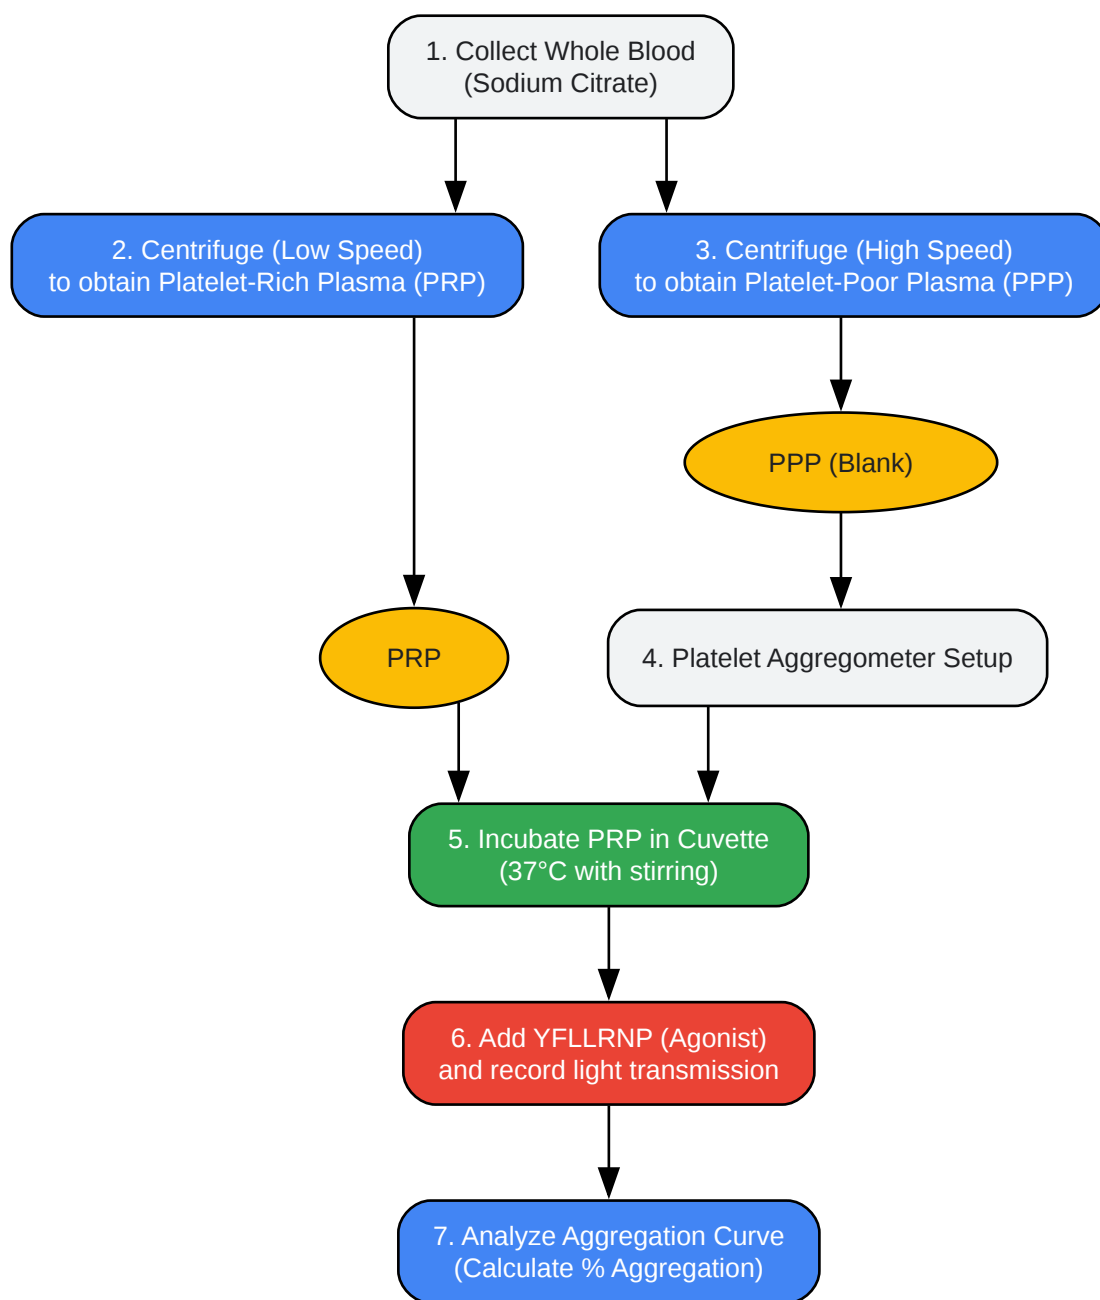 1. Collect Whole Blood
(Sodium Citrate)
2. Centrifuge (Low Speed)
to obtain Platelet-Rich Plasma (PRP)
3. Centrifuge (High Speed)
to obtain Platelet-Poor Plasma (PPP)
PPP (Blank)
PRP
4. Platelet Aggregometer Setup
5. Incubate PRP in Cuvette
(37°C with stirring)
6. Add YFLLRNP (Agonist)
and record light transmission
7. Analyze Aggregation Curve
(Calculate % Aggregation)